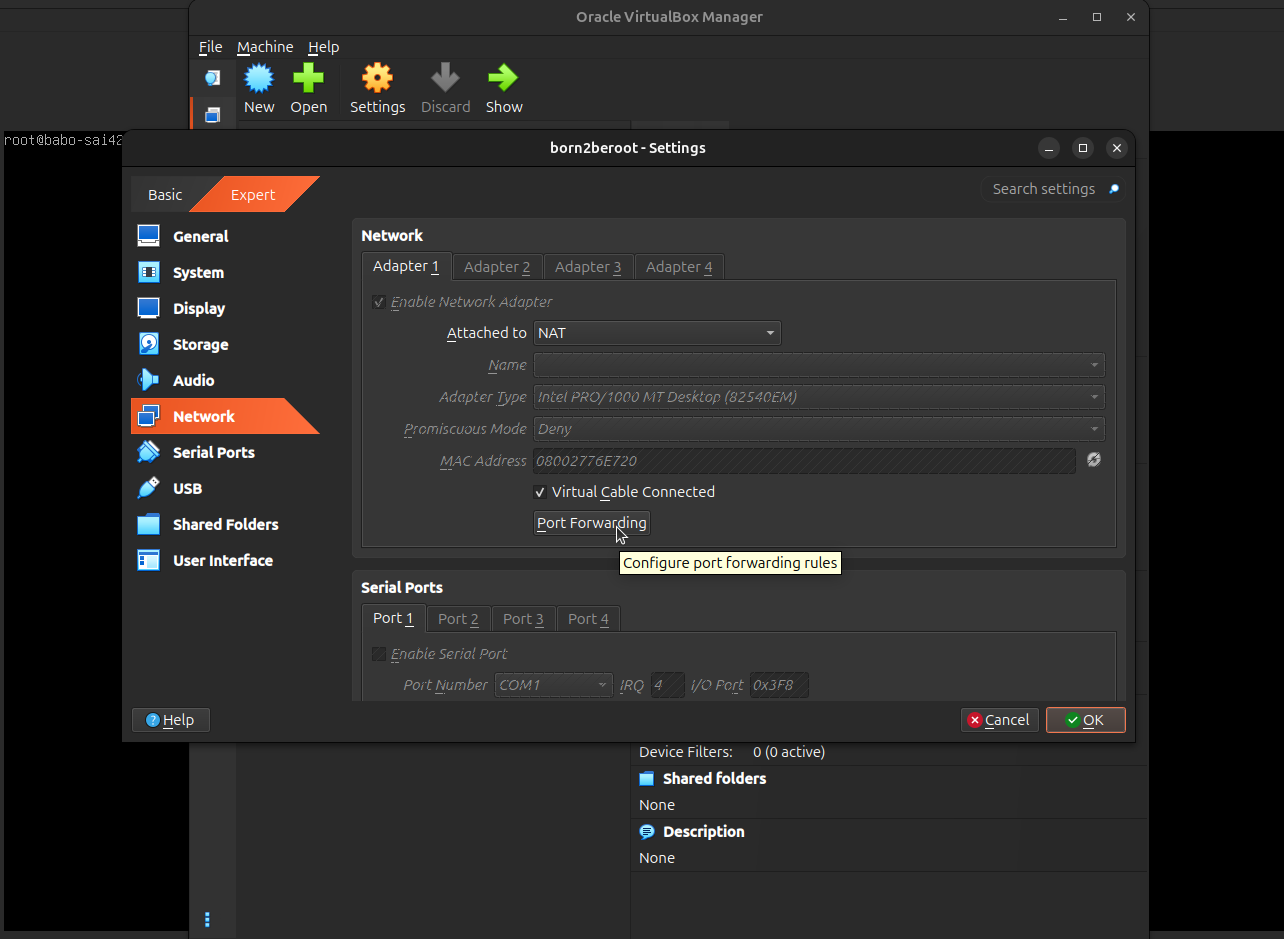 Oracle VirtualBox Manager
File Machine Help
New Open Settings Discard Show
root@babo-sai42
born2beroot - Settings
Basic Expert Search settings
General
System
Display
Storage
Audio
Network
Serial Ports
USB
Shared Folders
User Interface
Network
Adapter 1 Adapter 2 Adapter 3 Adapter 4
Enable Network Adapter
Attached to NAT
Name
Adapter Type Intel PRO/1000 MT Desktop (82540EM)
Promiscuous Mode Deny
MAC Address 08002776E720
Virtual Cable Connected
Port Forwarding
Configure port forwarding rules
Serial Ports
Port 1 Port 2 Port 3 Port 4
Enable Serial Port
Port Number COM1 IRQ 4 I/O Port 0x3F8
Help Cancel OK
Device Filters: 0 (0 active)
Shared folders
None
Description
None